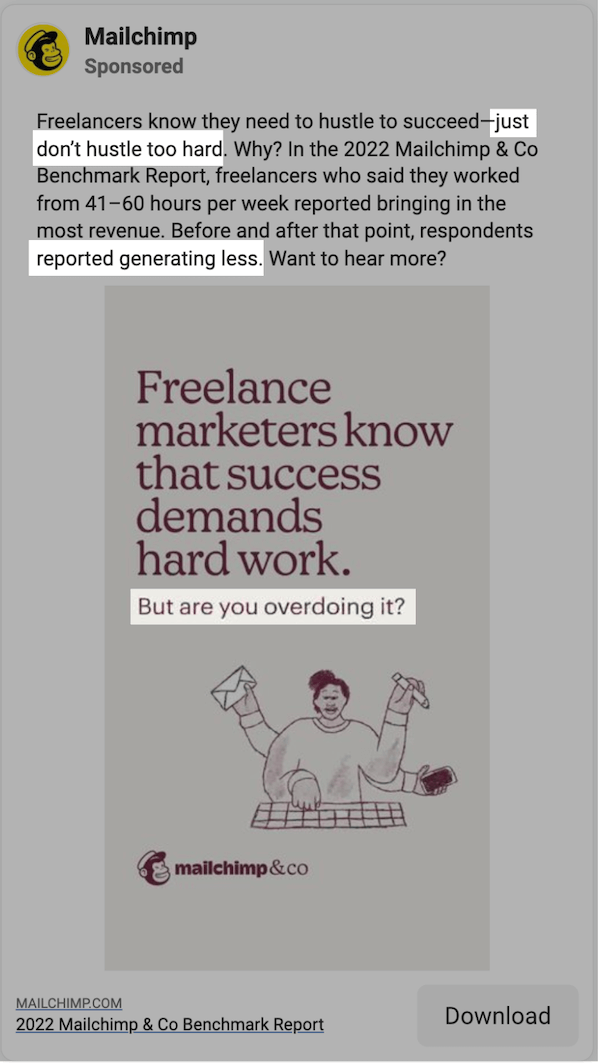 Mailchimp
Sponsored
Freelancers know they need to hustle to succeed—just
don’t hustle too hard. Why? In the 2022 Mailchimp & Co
Benchmark Report, freelancers who said they worked
from 41–60 hours per week reported bringing in the
most revenue. Before and after that point, respondents
reported generating less. Want to hear more?
Freelance
marketers know
that success
demands
hard work.
But are you overdoing it?
mailchimp & co
MAILCHIMP.COM
2022 Mailchimp & Co Benchmark Report
Download